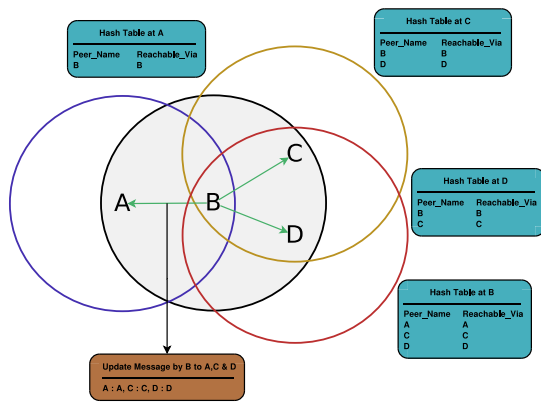 Hash Table at A
Peer_Name Reachable_Via
B B
Hash Table at C
Peer_Name Reachable_Via
B B
D D
A
B
C
D
Hash Table at D
Peer_Name Reachable_Via
B B
C C
Hash Table at B
Peer_Name Reachable_Via
A A
C C
D D
Update Message by B to A,C & D
A : A, C : C, D : D